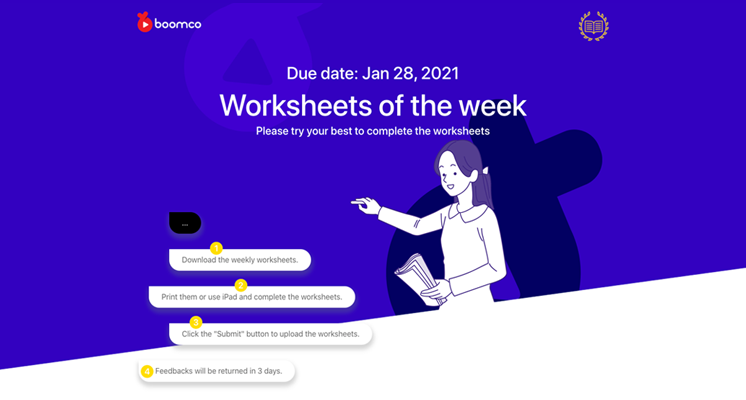 boomco
Due date: Jan 28, 2021
Worksheets of the week
Please try your best to complete the worksheets
...
1
Download the weekly worksheets.
2
Print them or use iPad and complete the worksheets.
3
Click the "Submit" button to upload the worksheets.
4 Feedbacks will be returned in 3 days.